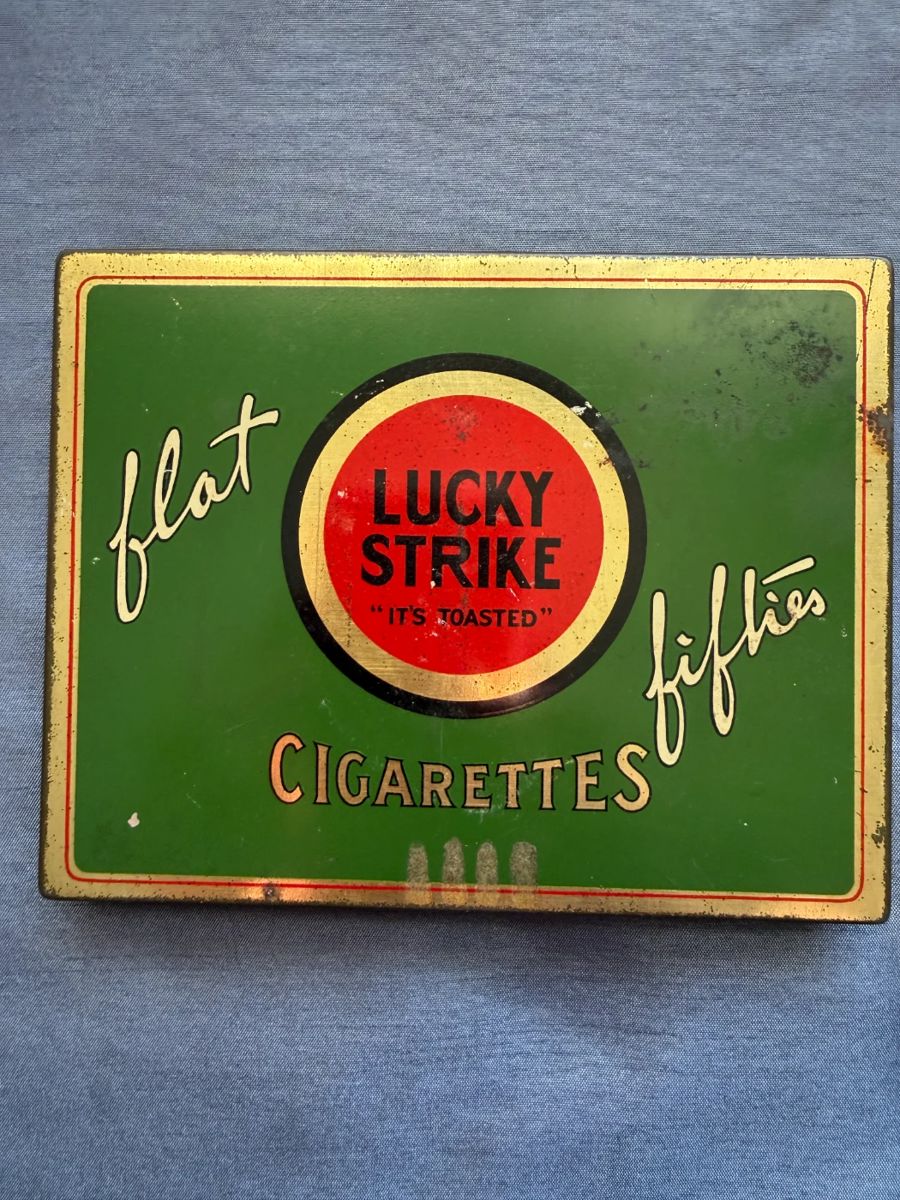 flat
LUCKY
STRIKE
"IT'S TOASTED"
fifties
CIGARETTES